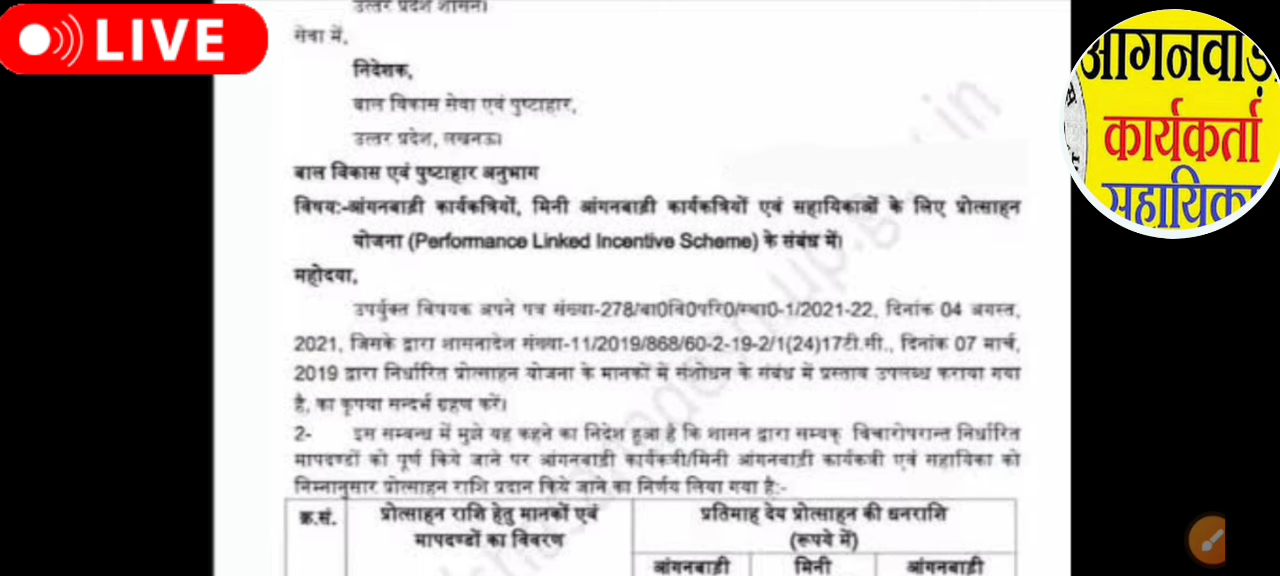 उत्तर प्रदेश शासन।
LIVE
सेवा में,
निदेशक,
बाल विकास सेवा एवं पुष्टाहार,
उत्तर प्रदेश, लखनऊ।
बाल विकास एवं पुष्टाहार अनुभाग
विषय:-आंगनबाड़ी कार्यकत्रियों, मिनी आंगनबाड़ी कार्यकत्रियों एवं सहायिकाओं के लिए प्रोत्साहन
योजना (Performance Linked Incentive Scheme) के संबंध में।
महोदया,
उपर्युक्त विषयक अपने पत्र संख्या-278/बा0वि0परि0/स्था0-1/2021-22, दिनांक 04 अगस्त,
2021, जिसके द्वारा शासनादेश संख्या-11/2019/868/60-2-19-2/1(24)17टी.सी., दिनांक 07 मार्च,
2019 द्वारा निर्धारित प्रोत्साहन योजना के मानकों में संशोधन के संबंध में प्रस्ताव उपलब्ध कराया गया
है, का कृपया सन्दर्भ ग्रहण करें।
2- इस सम्बन्ध में मुझे यह कहने का निदेश हुआ है कि शासन द्वारा सम्यक् विचारोपरान्त निर्धारित
मापदण्डों को पूर्ण किये जाने पर आंगनबाड़ी कार्यकत्री/मिनी आंगनबाड़ी कार्यकत्री एवं सहायिका को
निम्नानुसार प्रोत्साहन राशि प्रदान किये जाने का निर्णय लिया गया है:-
क्र.सं. प्रोत्साहन राशि हेतु मानकों एवं प्रतिमाह देय प्रोत्साहन की धनराशि
मापदण्डों का विवरण (रूपये में)
आंगनबाड़ी मिनी आंगनबाड़ी
आंगनवाड़ी
कार्यकर्ता
सहायिका